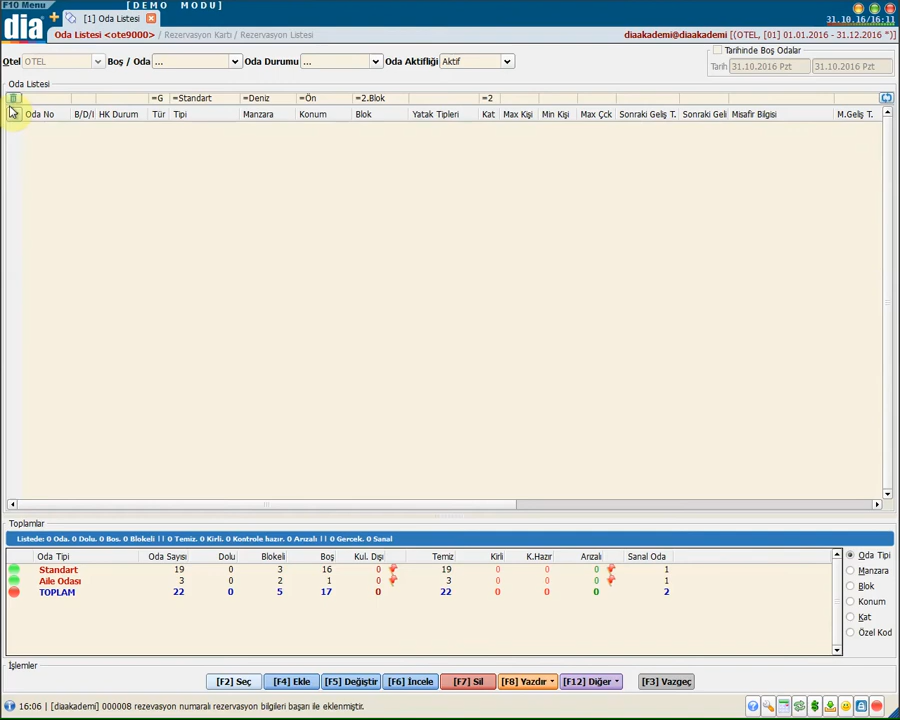 F10 Menu
[DEMO MODU]
dia
[1] Oda Listesi
31.10.16/16:11
Oda Listesi <ote9000> / Rezervasyon Kartı / Rezervasyon Listesi
diaakademi@diaakademi [(OTEL, [01] 01.01.2016 - 31.12.2016 ")]
Otel OTEL Boş / Oda ... Oda Durumu ... Oda Aktifliği Aktif
Tarihinde Boş Odalar
Tarih 31.10.2016 Pzt 31.10.2016 Pzt
Oda Listesi
=G =Standart =Deniz =Ön =2.Blok =2
Oda No B/D/I HK Durum Tür Tipi Manzara Konum Blok Yatak Tipleri Kat Max Kişi Min Kişi Max Çck Sonraki Geliş T. Sonraki Geli Misafir Bilgisi M.Geliş T.
Toplamlar
Listede: 0 Oda. 0 Dolu. 0 Bos. 0 Blokeli || 0 Temiz. 0 Kirli. 0 Kontrole hazır. 0 Arızalı || 0 Gercek. 0 Sanal
Oda Tipi Oda Sayısı Dolu Blokeli Boş Kul. Dışı Temiz Kirli K.Hazır Arızalı Sanal Oda
Standart 19 0 3 16 0 19 0 0 0 1
Aile Odası 3 0 2 1 0 3 0 0 0 1
TOPLAM 22 0 5 17 0 22 0 0 0 2
Oda Tipi
Manzara
Blok
Konum
Kat
Özel Kod
İşlemler
[F2] Seç [F4] Ekle [F5] Değiştir [F6] İncele [F7] Sil [F8] Yazdır [F12] Diğer [F3] Vazgeç
16:06 | [diaakademi] 000008 rezervasyon numaralı rezervasyon bilgileri başarı ile eklenmiştir.